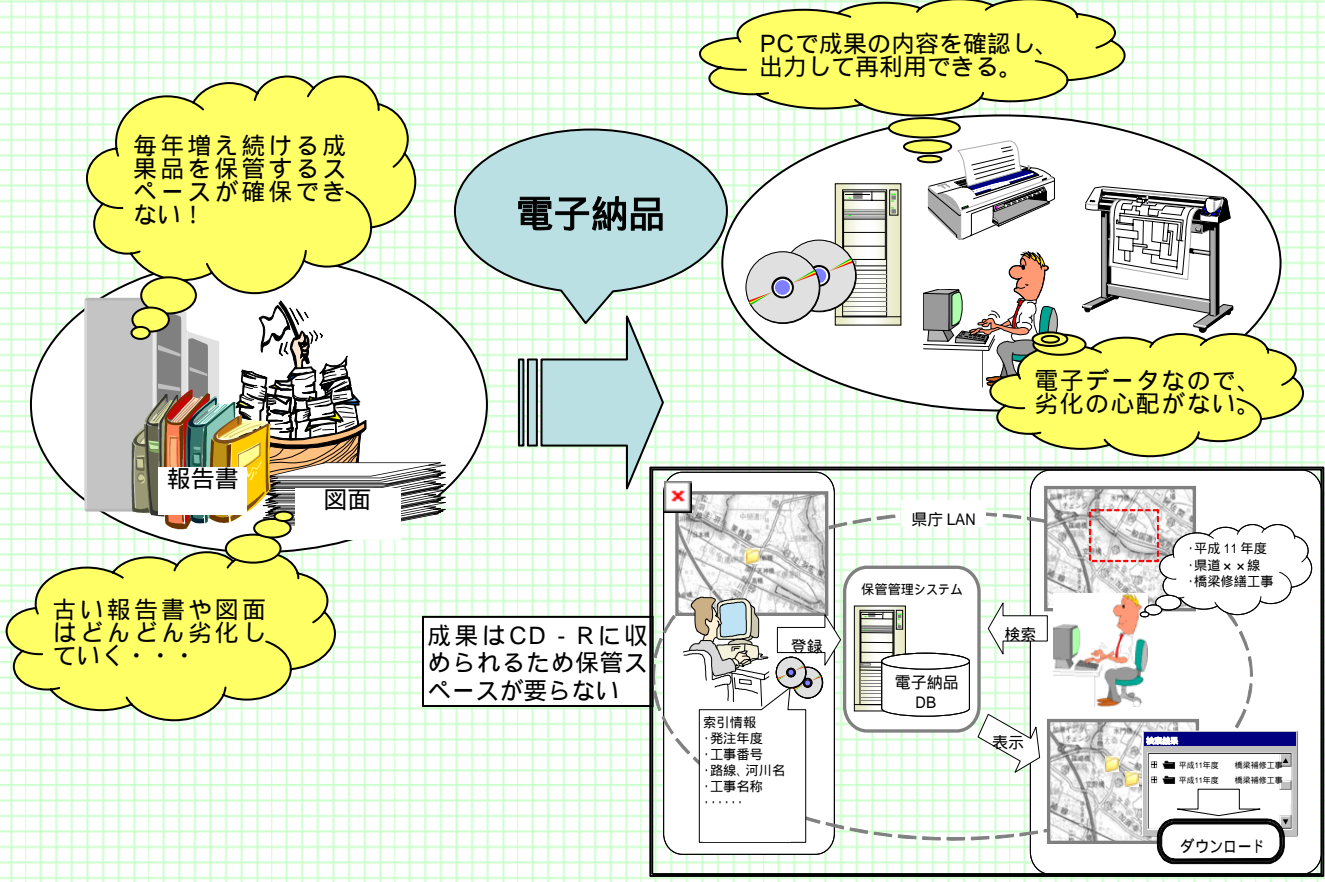 毎年増え続ける成
果品を保管するス
ペースが確保でき
ない!
報告書
図面
古い報告書や図面
はどんどん劣化し
ていく・・・
電子納品
PCで成果の内容を確認し、
出力して再利用できる。
電子データなので、
劣化の心配がない。
成果はCD - Rに収
められるため保管ス
ペースが要らない
県庁 LAN
保管管理システム
登録
電子納品
DB
索引情報
・発注年度
・工事番号
・路線、河川名
・工事名称
・・・・・・
検索
・平成 11 年度
・県道××線
・橋梁修繕工事
表示
検索結果
平成11年度 橋梁補修工事
平成11年度 橋梁補修工事
ダウンロード